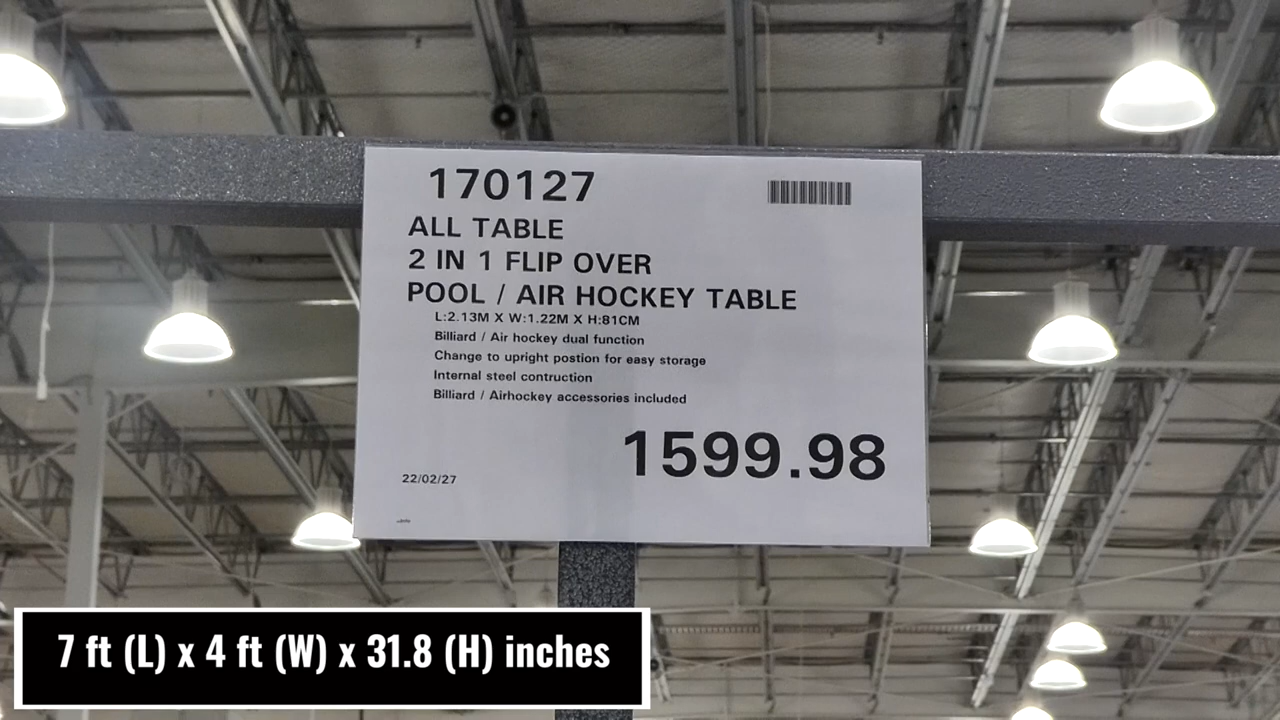 170127
ALL TABLE
2 IN 1 FLIP OVER
POOL / AIR HOCKEY TABLE
L:2.13M X W:1.22M X H:81CM
Billiard / Air hockey dual function
Change to upright postion for easy storage
Internal steel contruction
Billiard / Airhockey accessories included
1599.98
22/02/27
7 ft (L) x 4 ft (W) x 31.8 (H) inches